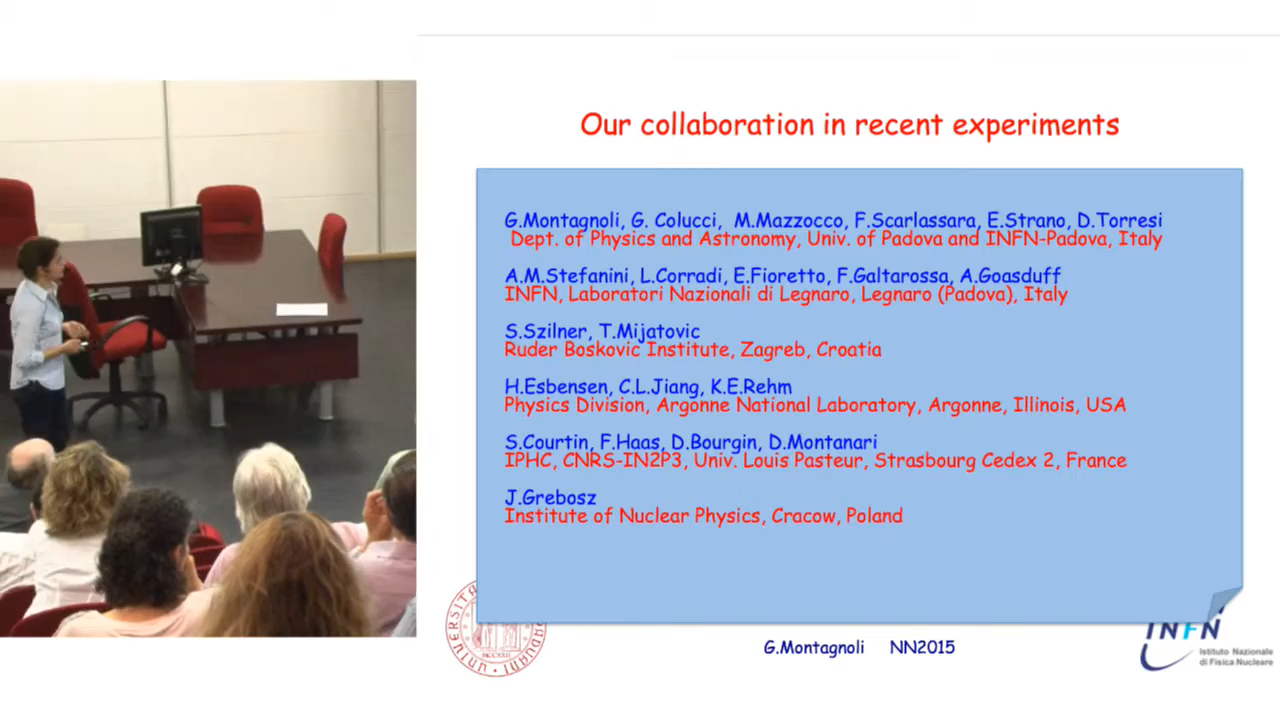 Our collaboration in recent experiments
G.Montagnoli, G. Colucci, M.Mazzocco, F.Scarlassara, E.Strano, D.Torresi
Dept. of Physics and Astronomy, Univ. of Padova and INFN-Padova, Italy
A.M.Stefanini, L.Corradi, E.Fioretto, F.Galtarossa, A.Goasduff
INFN, Laboratori Nazionali di Legnaro, Legnaro (Padova), Italy
S.Szilner, T.Mijatovic
Ruder Boskovic Institute, Zagreb, Croatia
H.Esbensen, C.L.Jiang, K.E.Rehm
Physics Division, Argonne National Laboratory, Argonne, Illinois, USA
S.Courtin, F.Haas, D.Bourgin, D.Montanari
IPHC, CNRS-IN2P3, Univ. Louis Pasteur, Strasbourg Cedex 2, France
J.Grebosz
Institute of Nuclear Physics, Cracow, Poland
G.Montagnoli NN2015
INFN
Istituto Nazionale
di Fisica Nucleare